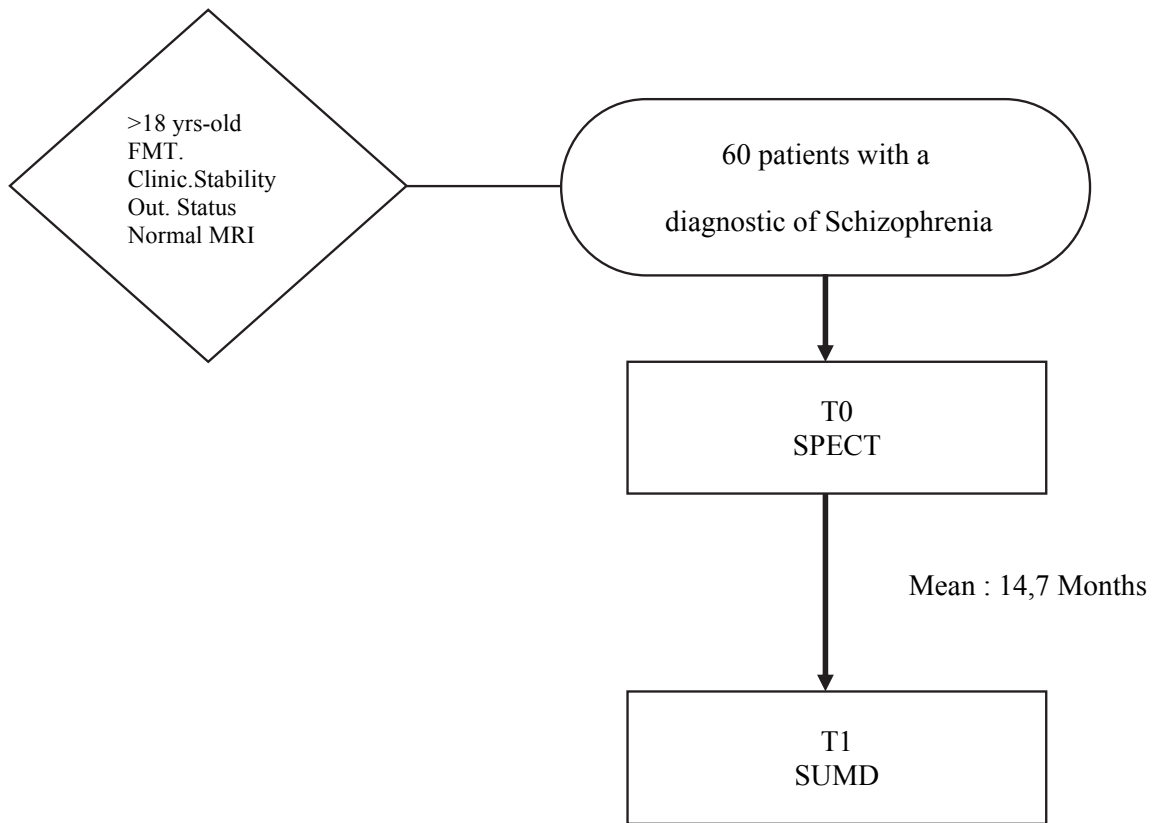 >18 yrs-old
FMT.
Clinic.Stability
Out. Status
Normal MRI
60 patients with a
diagnostic of Schizophrenia
T0
SPECT
Mean : 14,7 Months
T1
SUMD